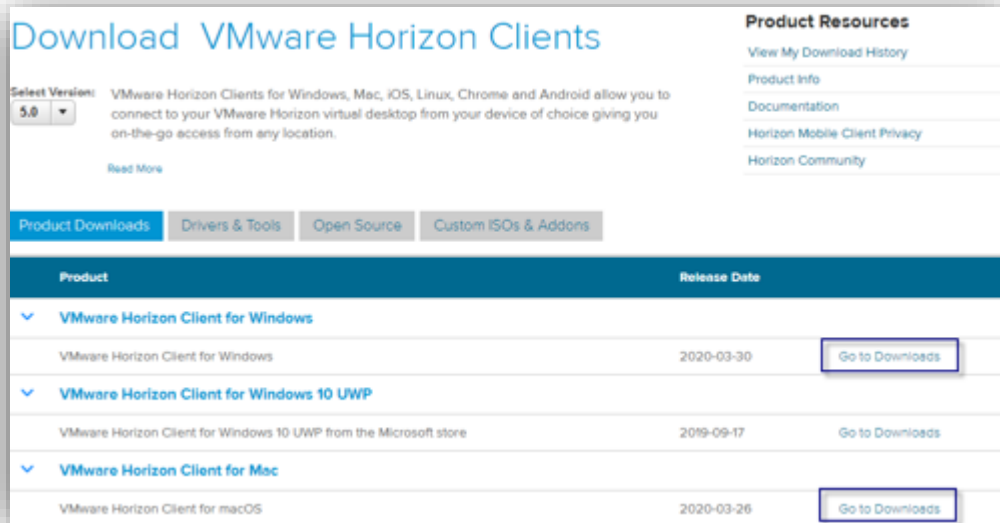 Download VMware Horizon Clients
Product Resources
View My Download History
Product Info
Documentation
Horizon Mobile Client Privacy
Horizon Community
Select Version:
5.0
VMware Horizon Clients for Windows, Mac, iOS, Linux, Chrome and Android allow you to
connect to your VMware Horizon virtual desktop from your device of choice giving you
on-the-go access from any location.
Read More
Product Downloads
Drivers & Tools
Open Source
Custom ISOs & Addons
Product Release Date
VMware Horizon Client for Windows
VMware Horizon Client for Windows 2020-03-30 Go to Downloads
VMware Horizon Client for Windows 10 UWP
VMware Horizon Client for Windows 10 UWP from the Microsoft store 2019-09-17 Go to Downloads
VMware Horizon Client for Mac
VMware Horizon Client for macOS 2020-03-26 Go to Downloads